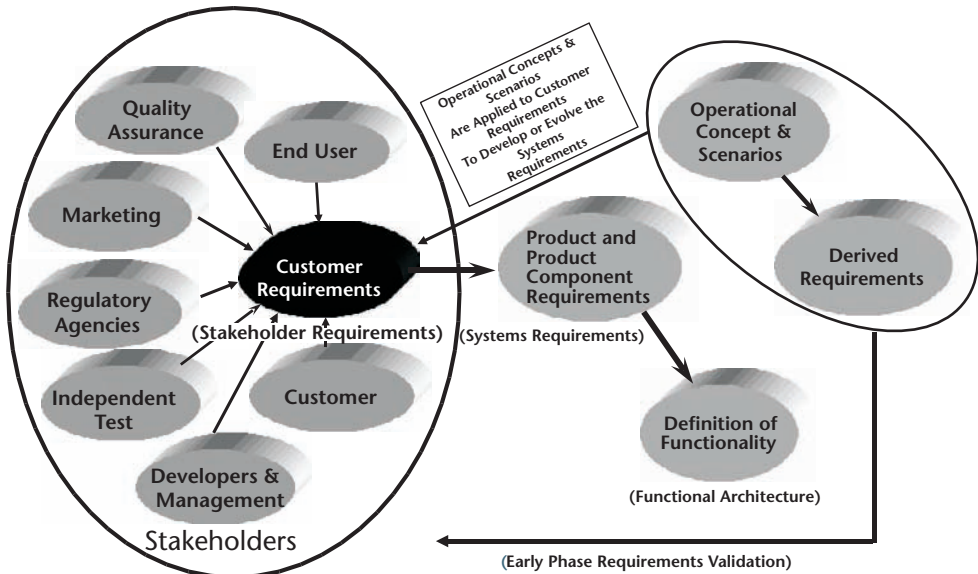 Quality
Assurance
End User
Marketing
Regulatory
Agencies
Independent
Test
Developers &
Management
Customer
Customer
Requirements
(Stakeholder Requirements)
Stakeholders
Operational Concepts &
Scenarios
Are Applied to Customer
Requirements
To Develop or Evolve the
Systems
Requirements
Product and
Product
Component
Requirements
(Systems Requirements)
Operational
Concept &
Scenarios
Derived
Requirements
Definition of
Functionality
(Functional Architecture)
(Early Phase Requirements Validation)